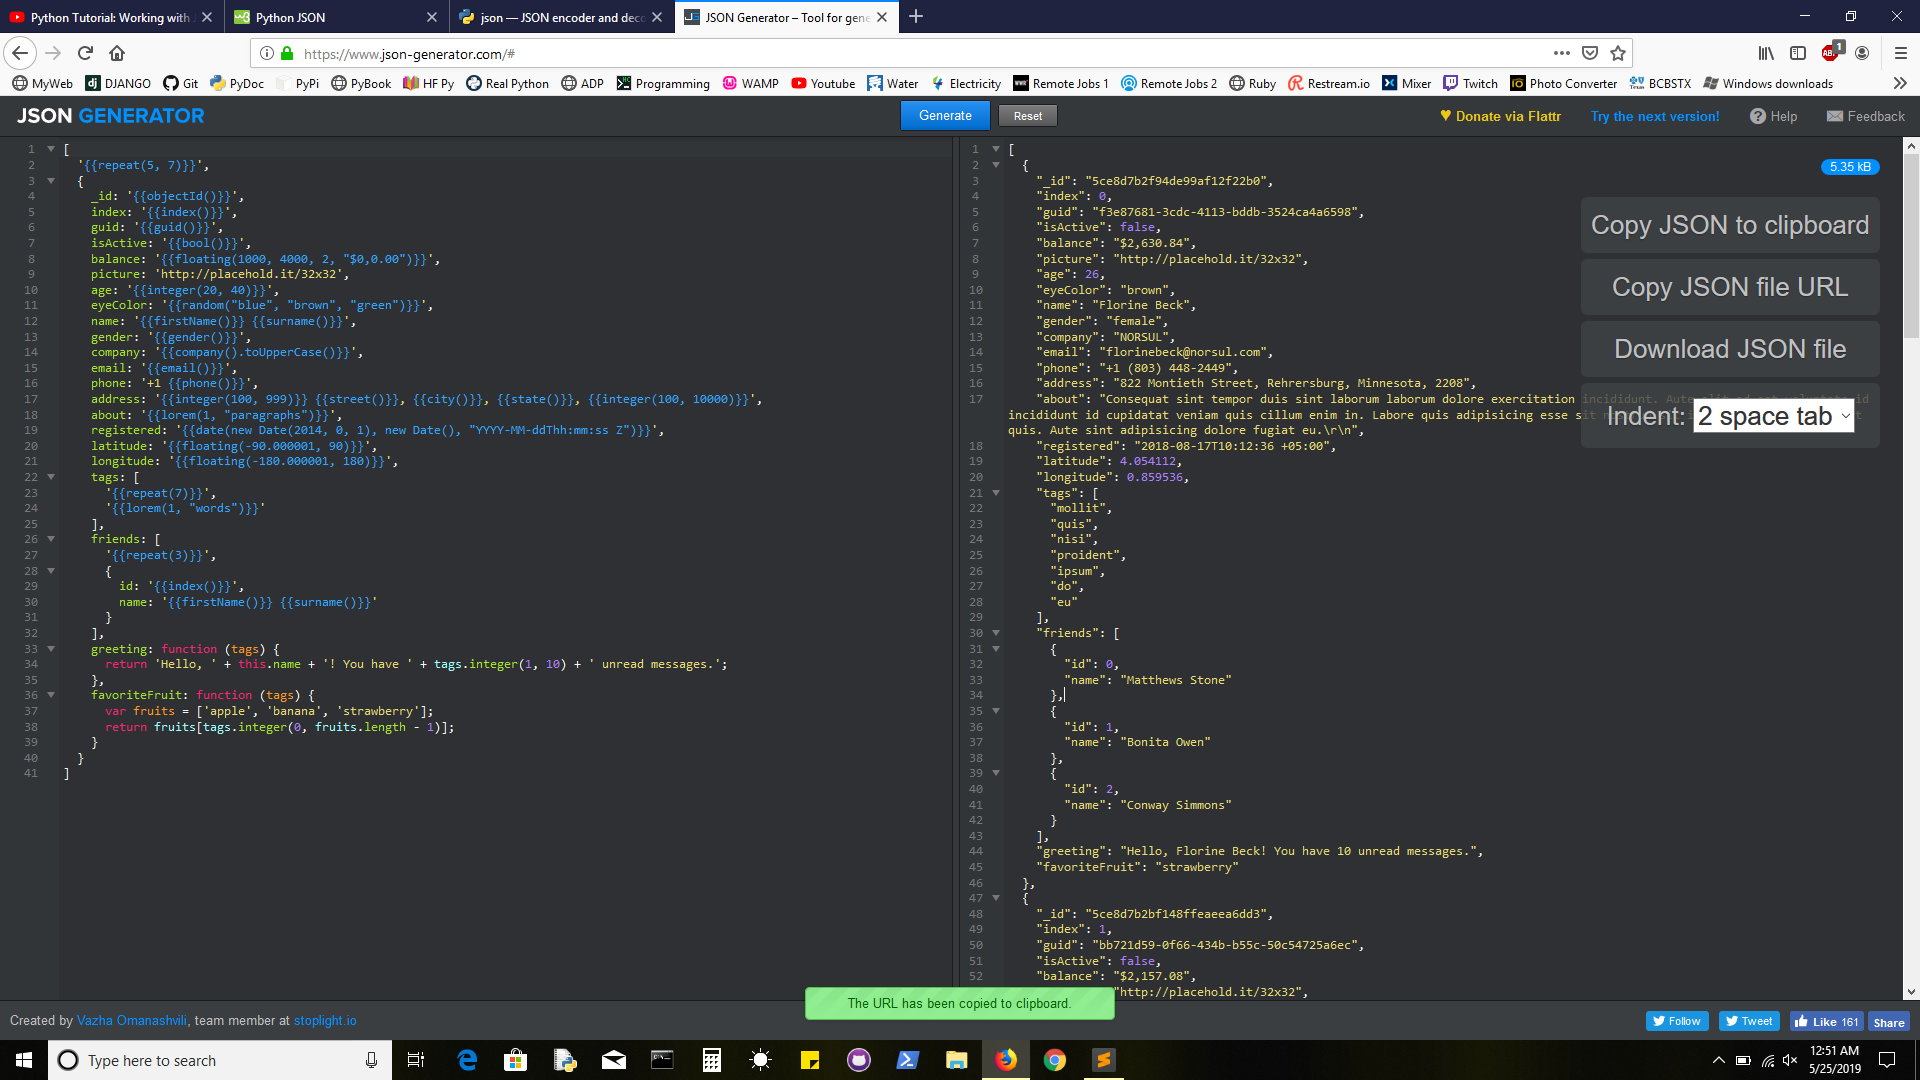 Python Tutorial: Working with
Python JSON
json — JSON encoder and deco
JSON Generator – Tool for gene
https://www.json-generator.com/#
1
MyWeb
DJANGO
Git
PyDoc
PyPi
PyBook
HF Py
Real Python
ADP
Programming
WAMP
Youtube
Water
Electricity
Remote Jobs 1
Remote Jobs 2
Ruby
Restream.io
Mixer
Twitch
Photo Converter
BCBSTX
Windows downloads
JSON GENERATOR
Generate
Reset
Donate via Flattr
Try the next version!
Help
Feedback
1 [
2 '{{repeat(5, 7)}}',
3 {
4 _id: '{{objectId()}}',
5 index: '{{index()}}',
6 guid: '{{guid()}}',
7 isActive: '{{bool()}}',
8 balance: '{{floating(1000, 4000, 2, "$0,0.00")}}',
9 picture: 'http://placehold.it/32x32',
10 age: '{{integer(20, 40)}}',
11 eyeColor: '{{random("blue", "brown", "green")}}',
12 name: '{{firstName()}} {{surname()}}',
13 gender: '{{gender()}}',
14 company: '{{company().toUpperCase()}}',
15 email: '{{email()}}',
16 phone: '+1 {{phone()}}',
17 address: '{{integer(100, 999)}} {{street()}}, {{city()}}, {{state()}}, {{integer(100, 10000)}}',
18 about: '{{lorem(1, "paragraphs")}}',
19 registered: '{{date(new Date(2014, 0, 1), new Date(), "YYYY-MM-ddThh:mm:ss Z")}}',
20 latitude: '{{floating(-90.000001, 90)}}',
21 longitude: '{{floating(-180.000001, 180)}}',
22 tags: [
23 '{{repeat(7)}}',
24 '{{lorem(1, "words")}}'
25 ],
26 friends: [
27 '{{repeat(3)}}',
28 {
29 id: '{{index()}}',
30 name: '{{firstName()}} {{surname()}}'
31 }
32 ],
33 greeting: function (tags) {
34 return 'Hello, ' + this.name + '! You have ' + tags.integer(1, 10) + ' unread messages.';
35 },
36 favoriteFruit: function (tags) {
37 var fruits = ['apple', 'banana', 'strawberry'];
38 return fruits[tags.integer(0, fruits.length - 1)];
39 }
40 }
41 ]
1 [
2 {
3 "_id": "5ce8d7b2f94de99af12f22b0",
4 "index": 0,
5 "guid": "f3e87681-3cdc-4113-bddb-3524ca4a6598",
6 "isActive": false,
7 "balance": "$2,630.84",
8 "picture": "http://placehold.it/32x32",
9 "age": 26,
10 "eyeColor": "brown",
11 "name": "Florine Beck",
12 "gender": "female",
13 "company": "NORSUL",
14 "email": "florinebeck@norsul.com",
15 "phone": "+1 (803) 448-2449",
16 "address": "822 Montieth Street, Rehrersburg, Minnesota, 2208",
17 "about": "Consequat sint tempor duis sint laborum laborum dolore exercitation incididunt. Aute
incididunt id cupidatat veniam quis cillum enim in. Labore quis adipisicing esse sit
quis. Aute sint adipisicing dolore fugiat eu.\r\n",
18 "registered": "2018-08-17T10:12:36 +05:00",
19 "latitude": 4.054112,
20 "longitude": 0.859536,
21 "tags": [
22 "mollit",
23 "quis",
24 "nisi",
25 "proident",
26 "ipsum",
27 "do",
28 "eu"
29 ],
30 "friends": [
31 {
32 "id": 0,
33 "name": "Matthews Stone"
34 },
35 {
36 "id": 1,
37 "name": "Bonita Owen"
38 },
39 {
40 "id": 2,
41 "name": "Conway Simmons"
42 }
43 ],
44 "greeting": "Hello, Florine Beck! You have 10 unread messages.",
45 "favoriteFruit": "strawberry"
46 },
47 {
48 "_id": "5ce8d7b2bf148ffeaeea6dd3",
49 "index": 1,
50 "guid": "bb721d59-0f66-434b-b55c-50c54725a6ec",
51 "isActive": false,
52 "balance": "$2,157.08",
"http://placehold.it/32x32",
5.35 kB
Copy JSON to clipboard
Copy JSON file URL
Download JSON file
Indent: 2 space tab
The URL has been copied to clipboard.
Created by Vazha Omanashvili, team member at stoplight.io
Follow
Tweet
Like 161
Share
Type here to search
12:51 AM
5/25/2019